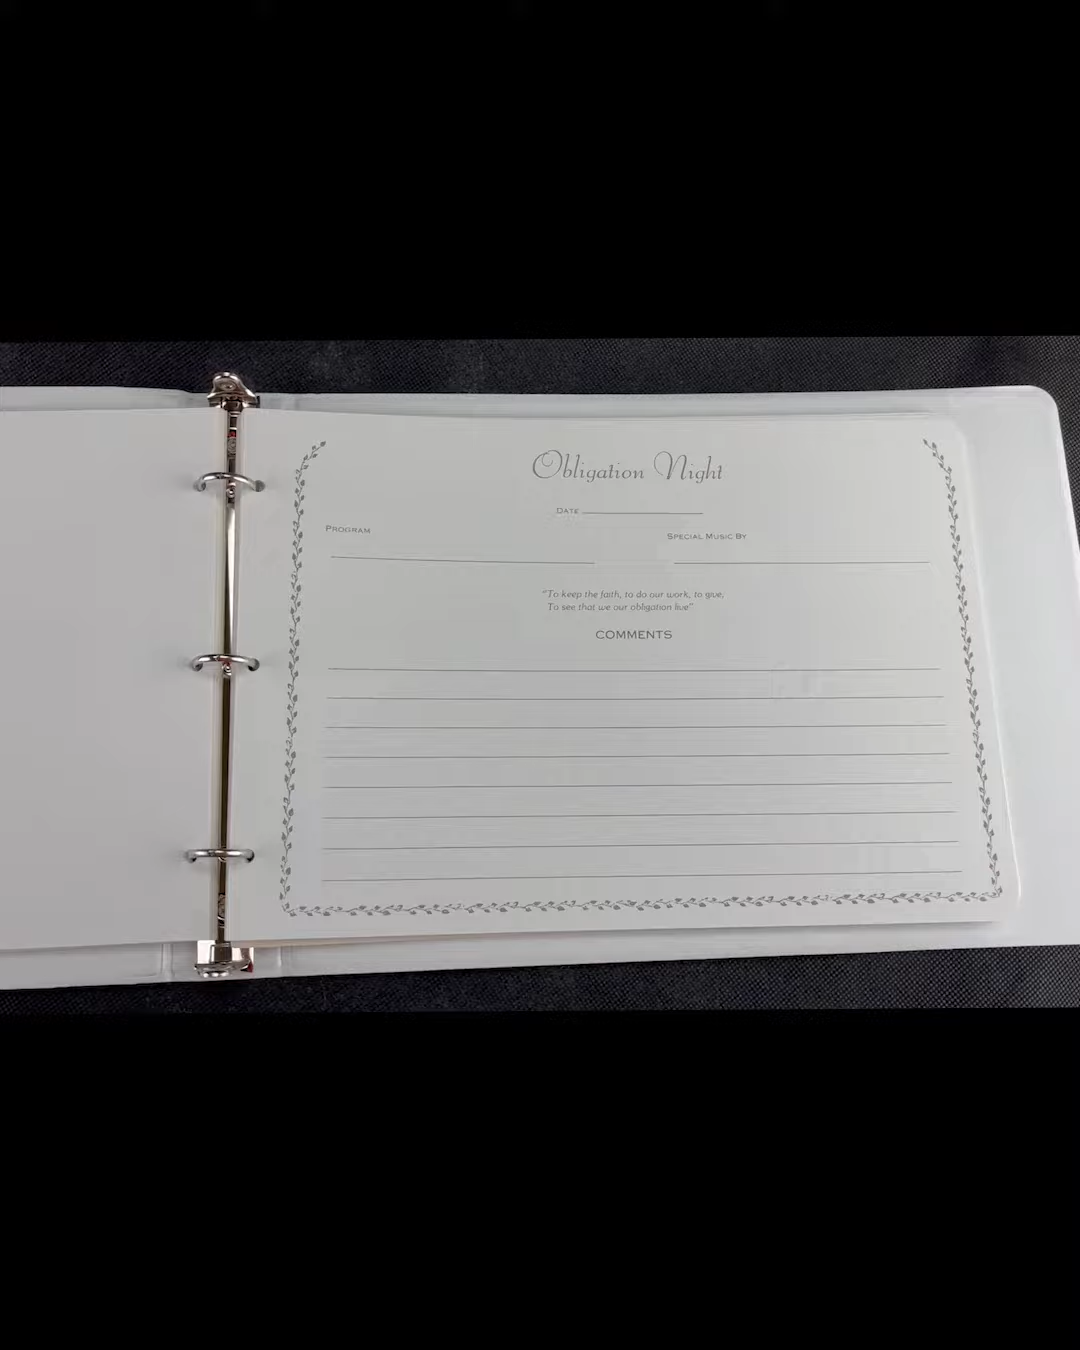 Obligation Night
DATE
PROGRAM
SPECIAL MUSIC BY
"To keep the faith, to do our work, to give;
To see that we our obligation live"
COMMENTS